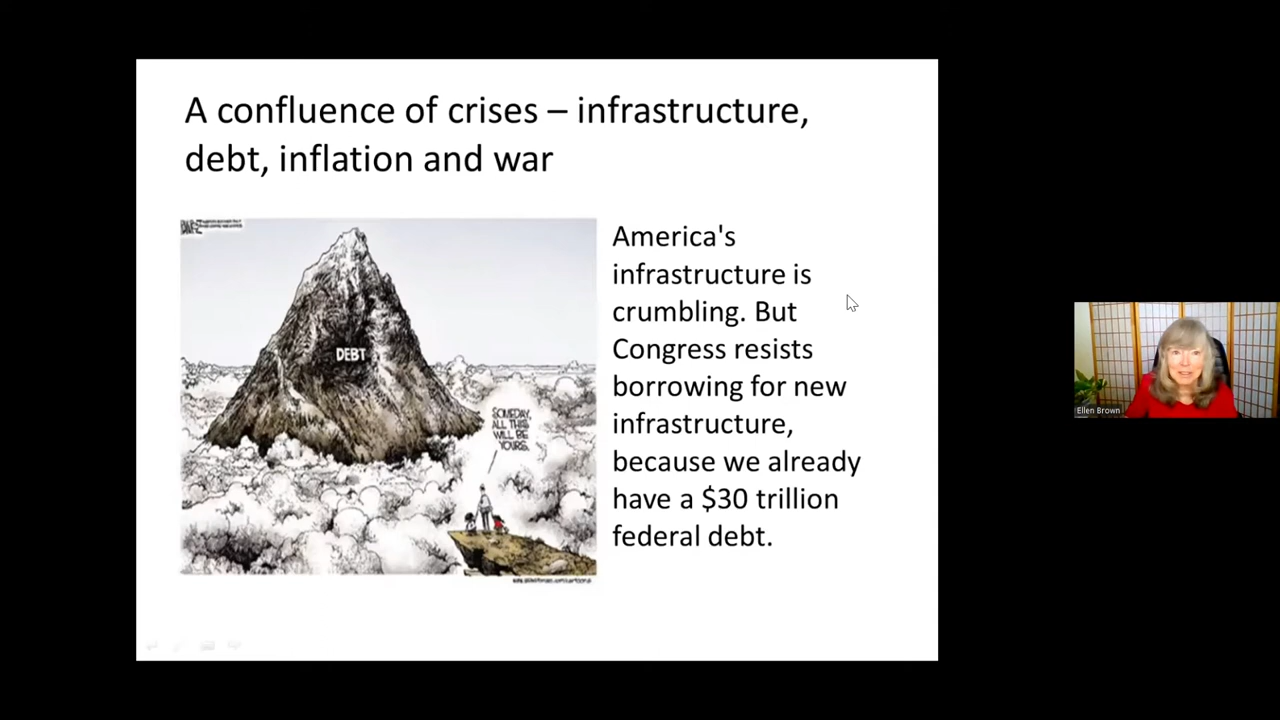 A confluence of crises – infrastructure,
debt, inflation and war
DEBT
SOMEDAY,
ALL THIS
WILL BE
YOURS.
America's
infrastructure is
crumbling. But
Congress resists
borrowing for new
infrastructure,
because we already
have a $30 trillion
federal debt.
Ellen Brown